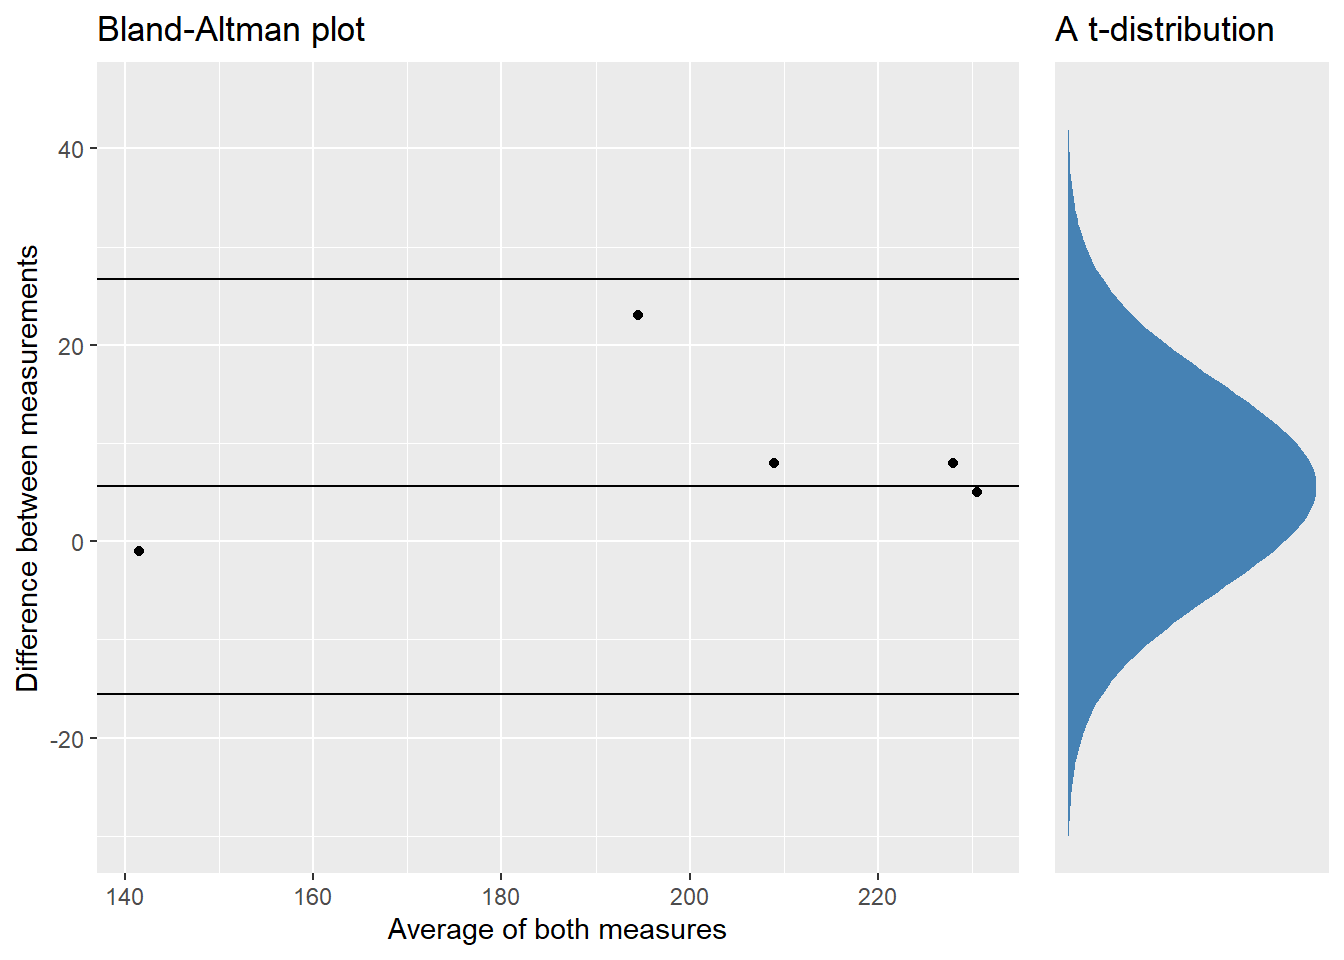 Bland-Altman plot
A t-distribution
Difference between measurements
40
20
0
-20
140 160 180 200 220
Average of both measures